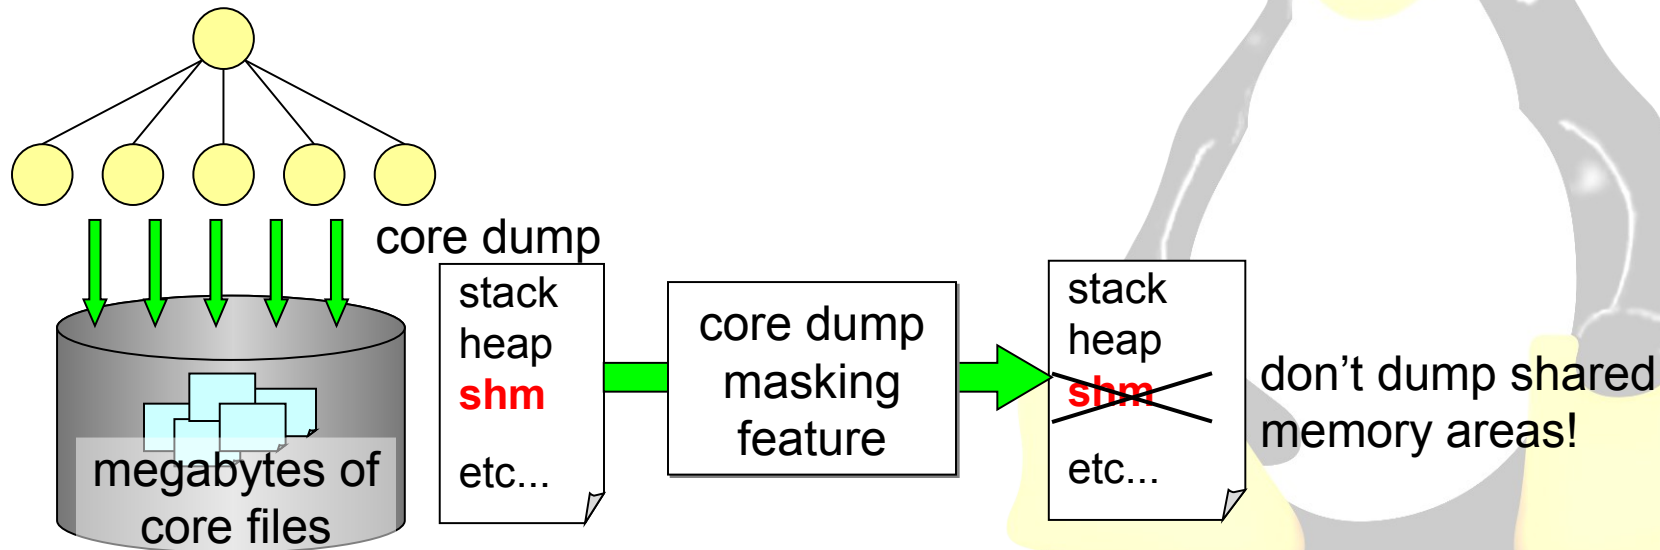 core dump
megabytes of
core files
stack
heap
shm
etc...
core dump
masking
feature
stack
heap
shm
etc...
don’t dump shared
memory areas!